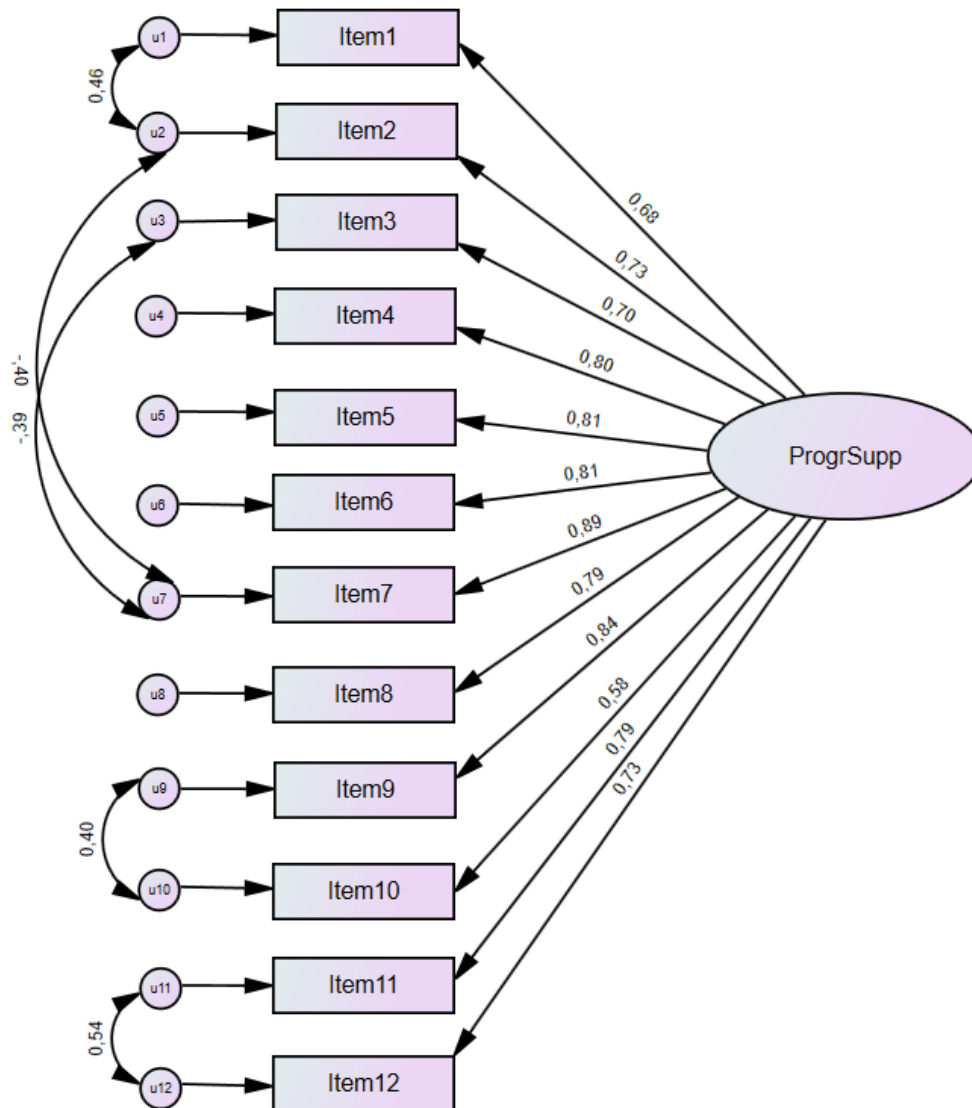 u1
Item1
0,46
u2
Item2
u3
Item3
0,68
0,73
0,70
u4
Item4
0,80
-,40
-,39
u5
Item5
0,81
ProgrSupp
u6
Item6
0,81
0,89
u7
Item7
0,79
0,84
u8
Item8
0,58
0,79
0,73
u9
Item9
0,40
u10
Item10
u11
Item11
0,54
u12
Item12